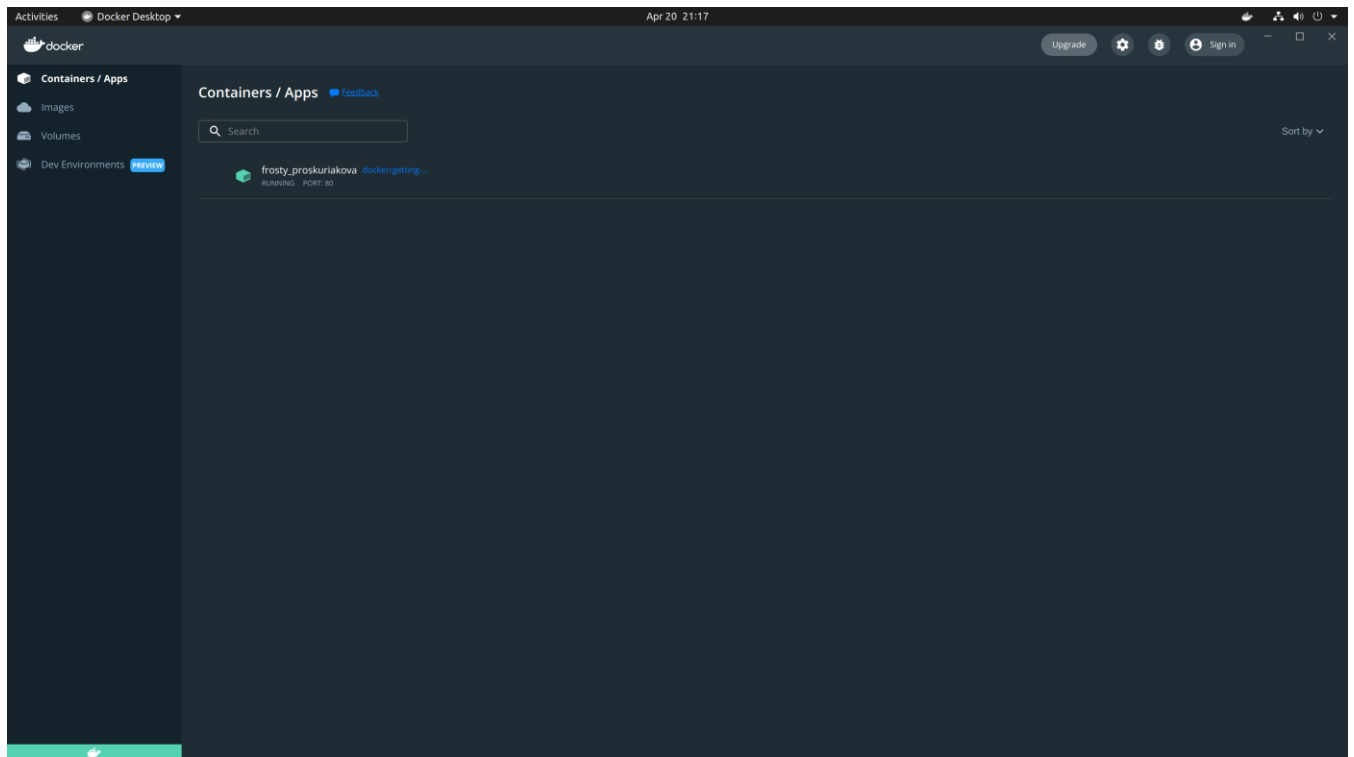 Activities Docker Desktop Apr 20 21:17
docker Upgrade Sign in
Containers / Apps
Images
Volumes
Dev Environments PREVIEW
Containers / Apps Feedback
Search Sort by
frosty_proskuriakova docker/getting-...
RUNNING PORT: 80